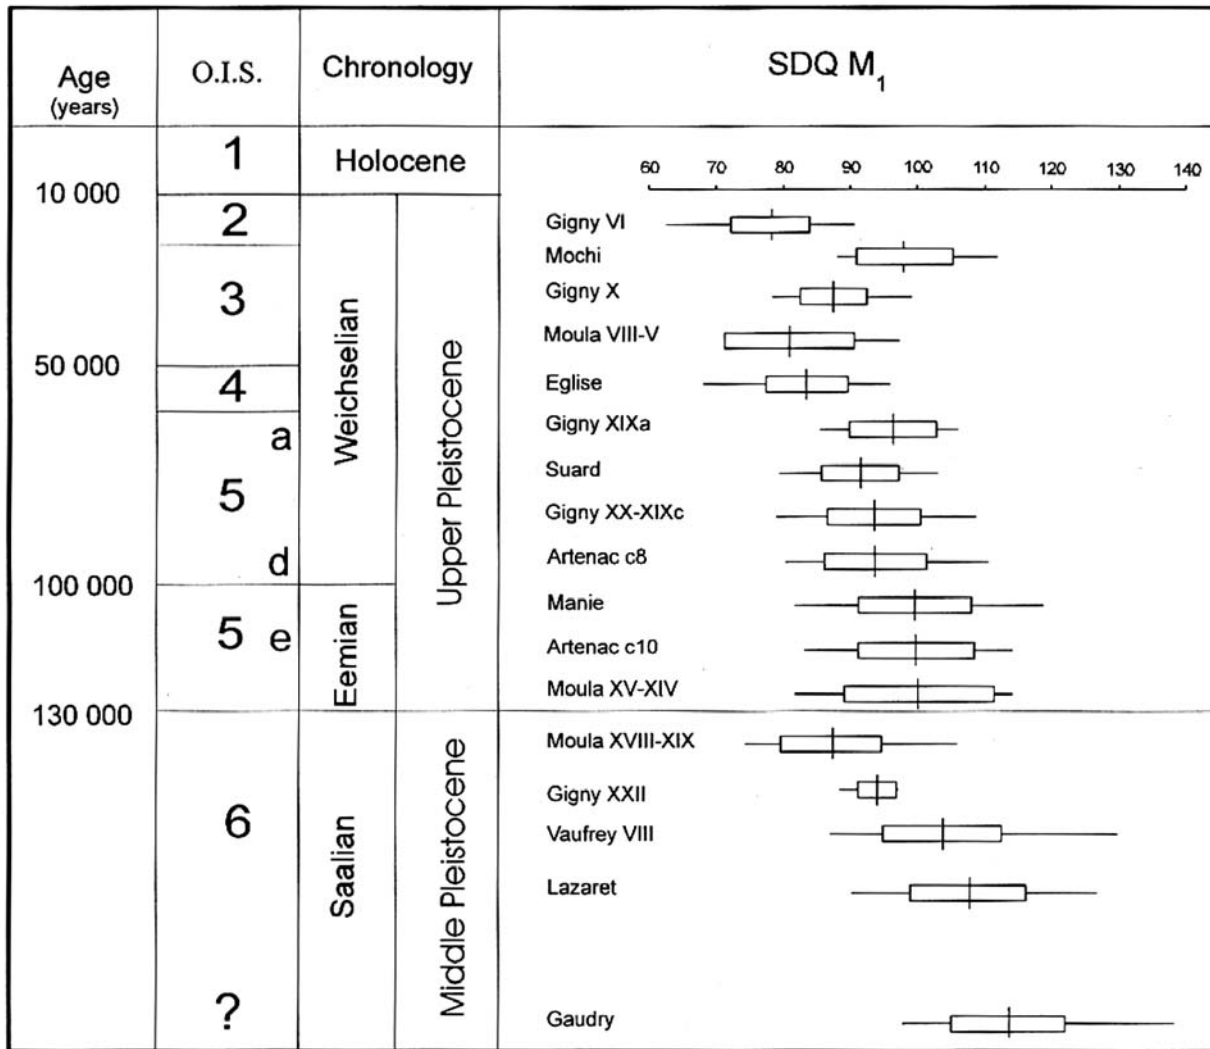 Age
(years)
O.I.S.
Chronology
SDQ M1
1
Holocene
60 70 80 90 100 110 120 130 140
10 000
2
Gigny VI
Mochi
3
Gigny X
Weichselian
Upper Pleistocene
Moula VIII-V
50 000
4
Eglise
a
Gigny XIXa
5
Suard
Gigny XX-XIXc
d
Artenac c8
100 000
5 e
Eemian
Manie
Artenac c10
Moula XV-XIV
130 000
Moula XVIII-XIX
6
Saalian
Middle Pleistocene
Gigny XXII
Vaufrey VIII
Lazaret
?
Gaudry